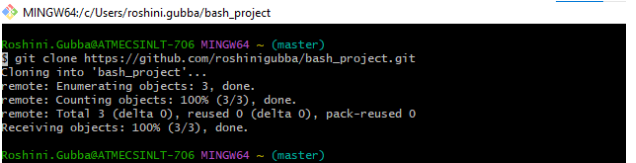 MINGW64:/c/Users/roshini.gubba/bash_project
Roshini.Gubba@ATMECSINLT-706 MINGW64 ~ (master)
$ git clone https://github.com/roshinigubba/bash_project.git
Cloning into 'bash_project'...
remote: Enumerating objects: 3, done.
remote: Counting objects: 100% (3/3), done.
remote: Total 3 (delta 0), reused 0 (delta 0), pack-reused 0
Receiving objects: 100% (3/3), done.
Roshini.Gubba@ATMECSINLT-706 MINGW64 ~ (master)